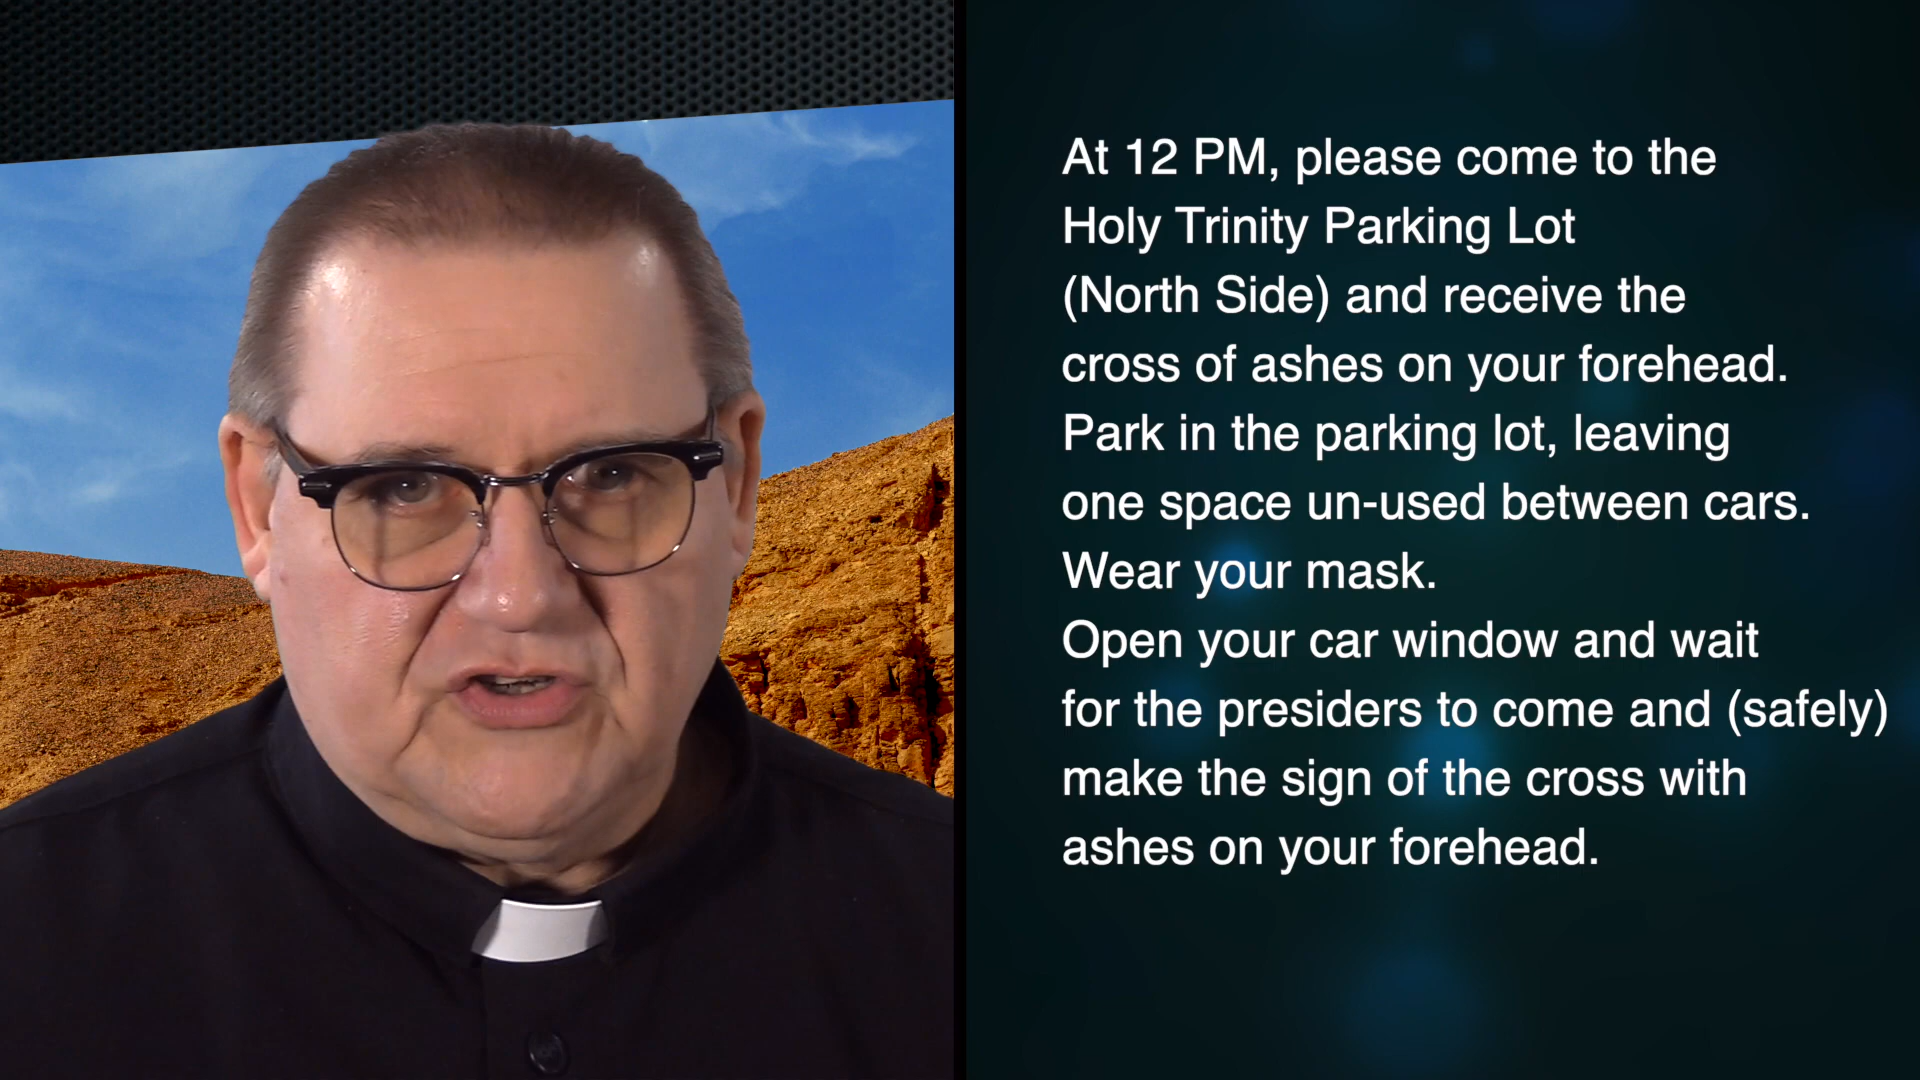 At 12 PM, please come to the
Holy Trinity Parking Lot
(North Side) and receive the
cross of ashes on your forehead.
Park in the parking lot, leaving
one space un-used between cars.
Wear your mask.
Open your car window and wait
for the presiders to come and (safely)
make the sign of the cross with
ashes on your forehead.